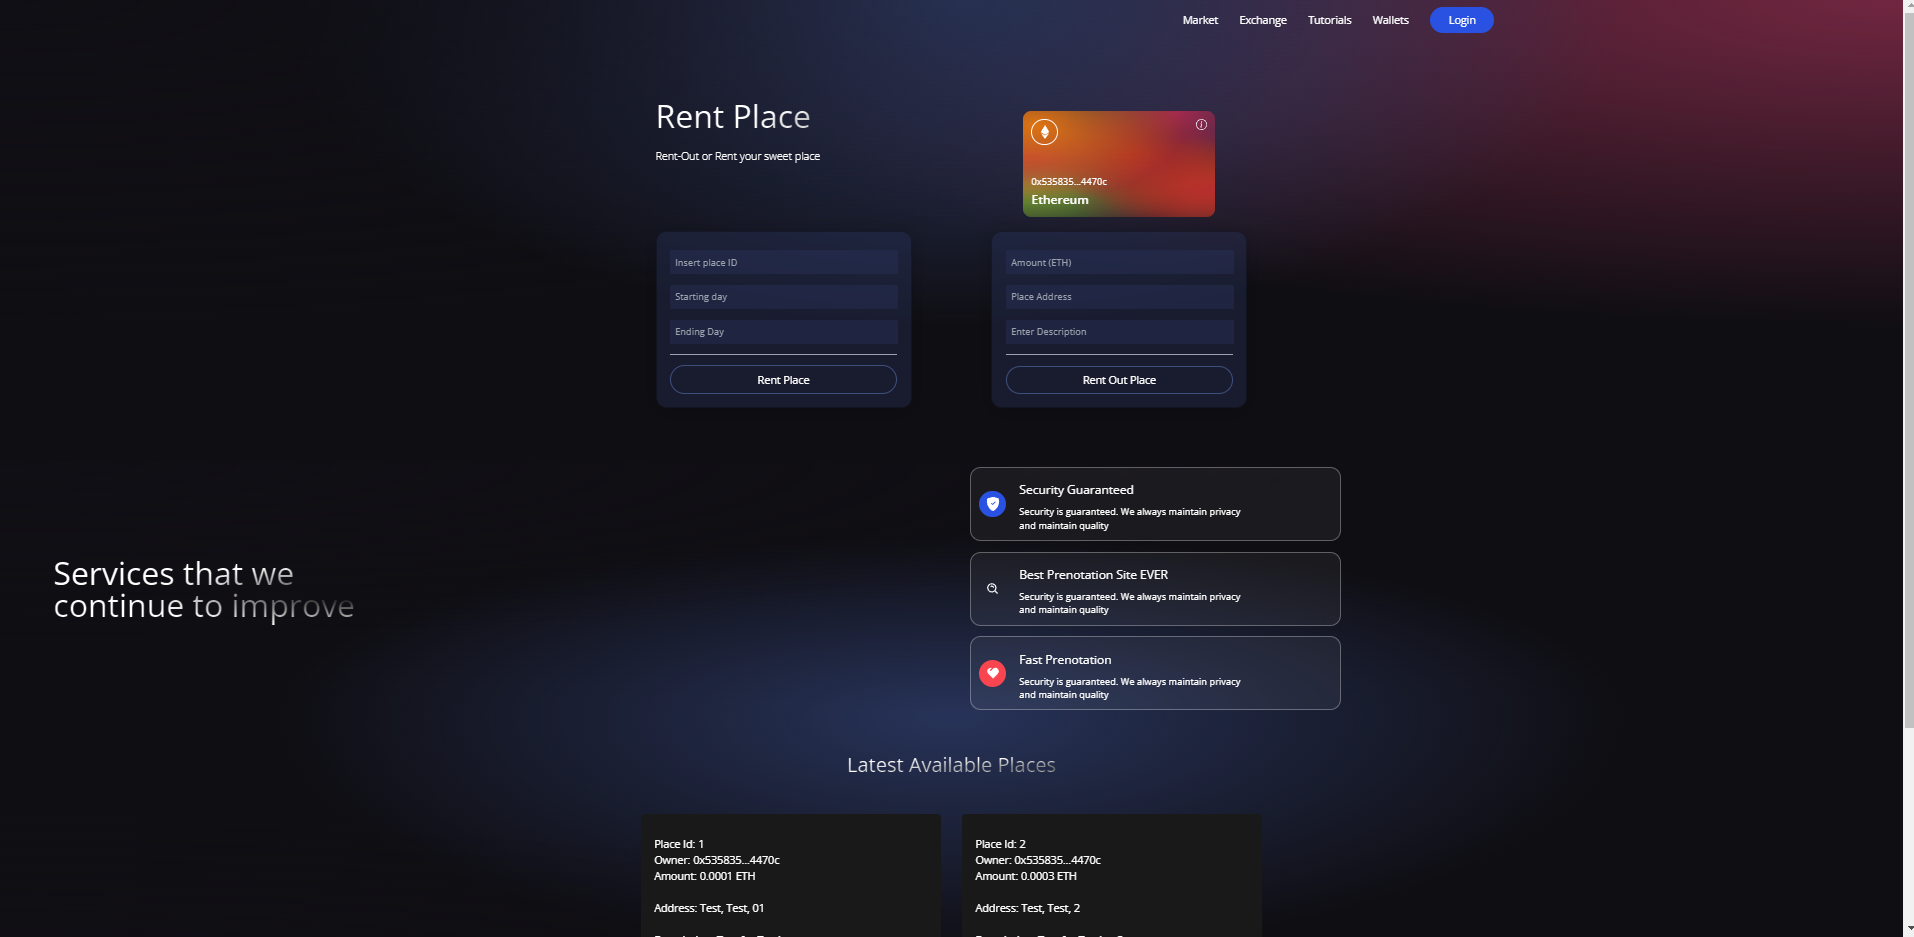 Market Exchange Tutorials Wallets Login
Rent Place
Rent-Out or Rent your sweet place
0x535835...4470c
Ethereum
Insert place ID
Starting day
Ending Day
Rent Place
Amount (ETH)
Place Address
Enter Description
Rent Out Place
Services that we
continue to improve
Security Guaranteed
Security is guaranteed. We always maintain privacy
and maintain quality
Best Prenotation Site EVER
Security is guaranteed. We always maintain privacy
and maintain quality
Fast Prenotation
Security is guaranteed. We always maintain privacy
and maintain quality
Latest Available Places
Place Id: 1
Owner: 0x535835...4470c
Amount: 0.0001 ETH
Address: Test, Test, 01
Place Id: 2
Owner: 0x535835...4470c
Amount: 0.0003 ETH
Address: Test, Test, 2